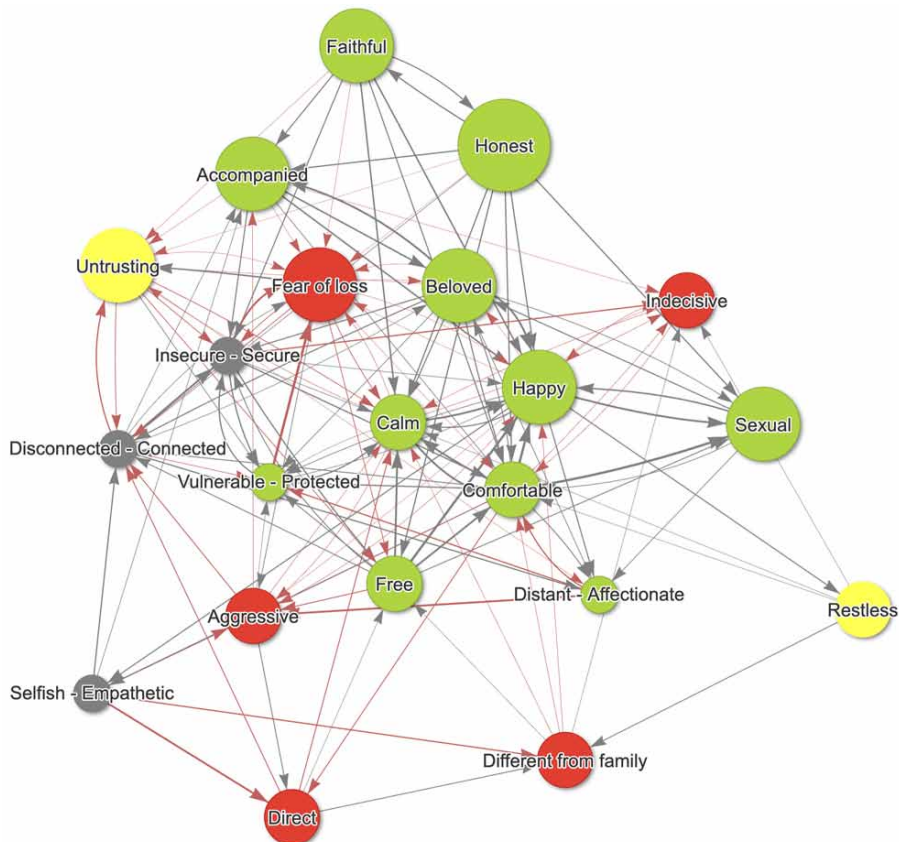 Faithful
Honest
Accompanied
Untrusting
Fear of loss
Beloved
Indecisive
Insecure - Secure
Happy
Calm
Sexual
Disconnected - Connected
Vulnerable - Protected
Comfortable
Free
Distant - Affectionate
Aggressive
Restless
Selfish - Empathetic
Different from family
Direct